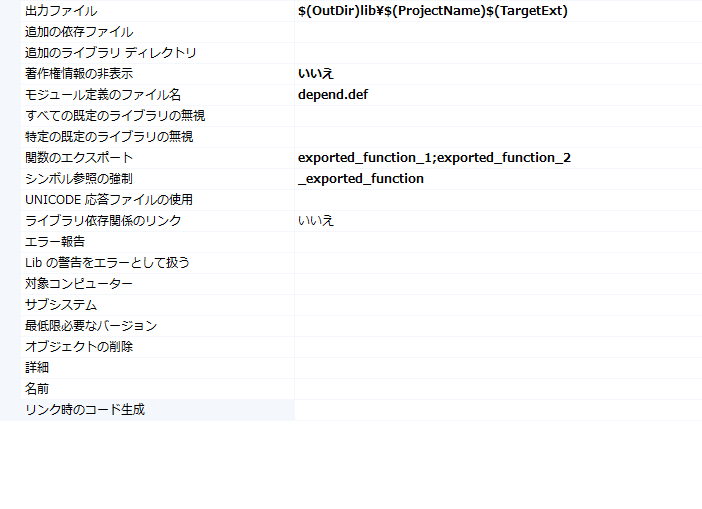 出力ファイル $(OutDir)lib¥$(ProjectName)$(TargetExt)
追加の依存ファイル
追加のライブラリ ディレクトリ
著作権情報の非表示 いいえ
モジュール定義のファイル名 depend.def
すべての既定のライブラリの無視
特定の既定のライブラリの無視
関数のエクスポート exported_function_1;exported_function_2
シンボル参照の強制 _exported_function
UNICODE 応答ファイルの使用
ライブラリ依存関係のリンク いいえ
エラー報告
Lib の警告をエラーとして扱う
対象コンピューター
サブシステム
最低限必要なバージョン
オブジェクトの削除
詳細
名前
リンク時のコード生成